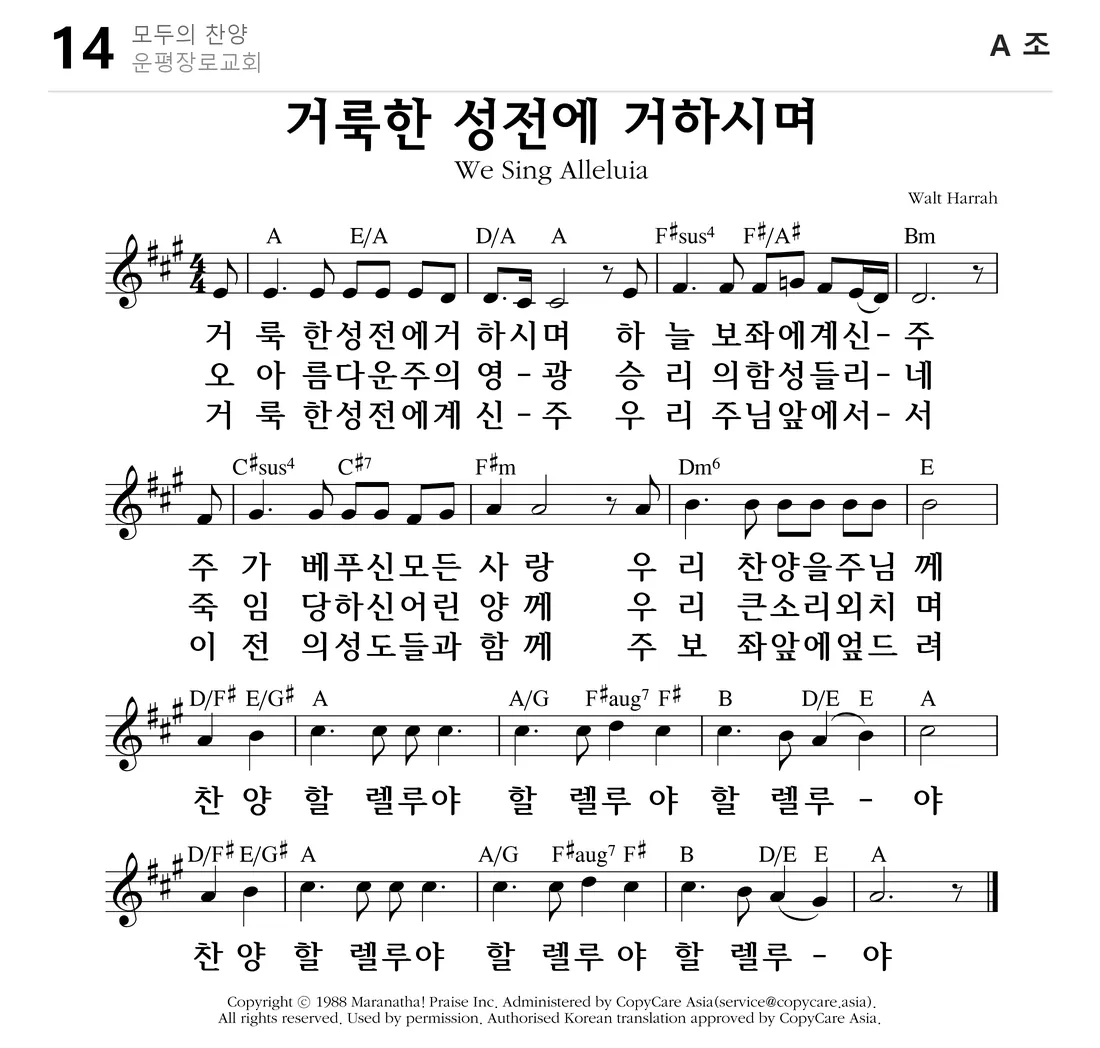 14 모두의 찬양
운평장로교회
A 조
거룩한 성전에 거하시며
We Sing Alleluia
Walt Harrah
A E/A D/A A F#sus4 F#/A# Bm
4/4
거 룩 한성전에거 하시며 하 늘 보좌에계신- 주
오 아 름다운주의 영 - 광 승 리 의함성들리- 네
거 룩 한성전에계 신 - 주 우 리 주님앞에서- 서
C#sus4 C#7 F#m Dm6 E
주 가 베푸신모든 사 랑 우 리 찬양을주님 께
죽 임 당하신어린 양 께 우 리 큰소리외치 며
이 전 의성도들과 함 께 주 보 좌앞에엎드 려
D/F# E/G# A A/G F#aug7 F# B D/E E A
찬 양 할 렐루야 할 렐루 야 할 렐루 - 야
D/F# E/G# A A/G F#aug7 F# B D/E E A
찬 양 할 렐루야 할 렐루 야 할 렐루 - 야
Copyright ⓒ 1988 Maranatha! Praise Inc. Administered by CopyCare Asia(service@copycare.asia).
All rights reserved. Used by permission. Authorised Korean translation approved by CopyCare Asia.